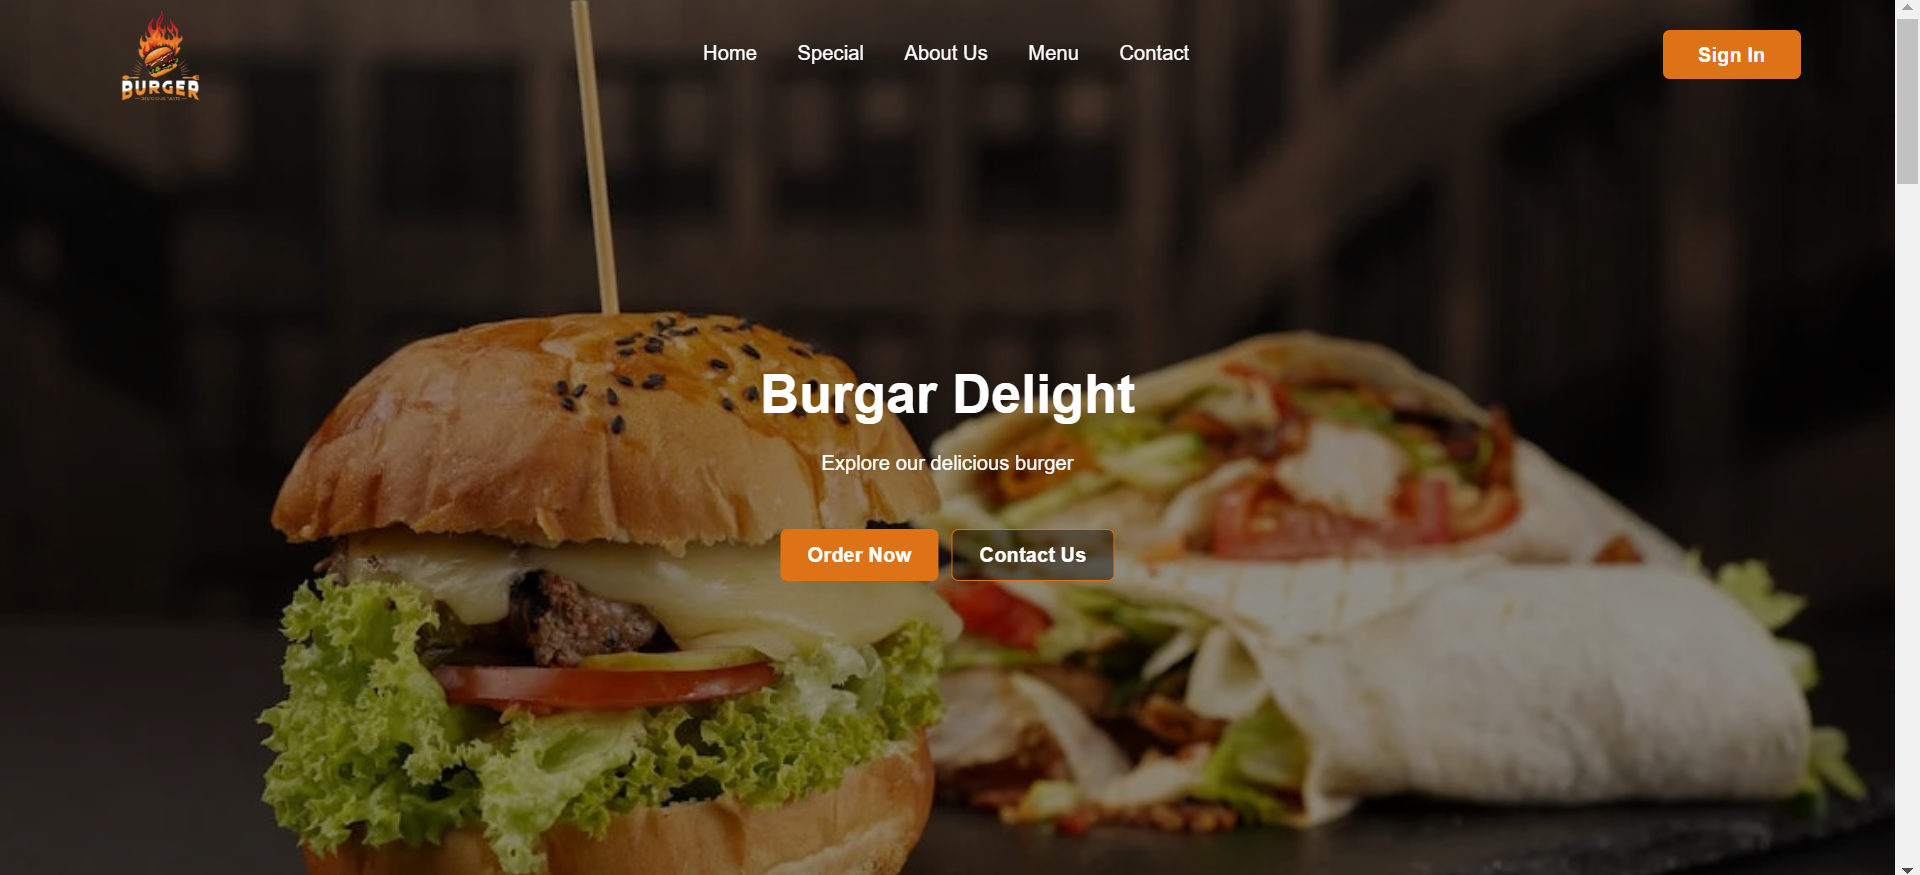 BURGER
Home Special About Us Menu Contact
Sign In
Burgar Delight
Explore our delicious burger
Order Now Contact Us